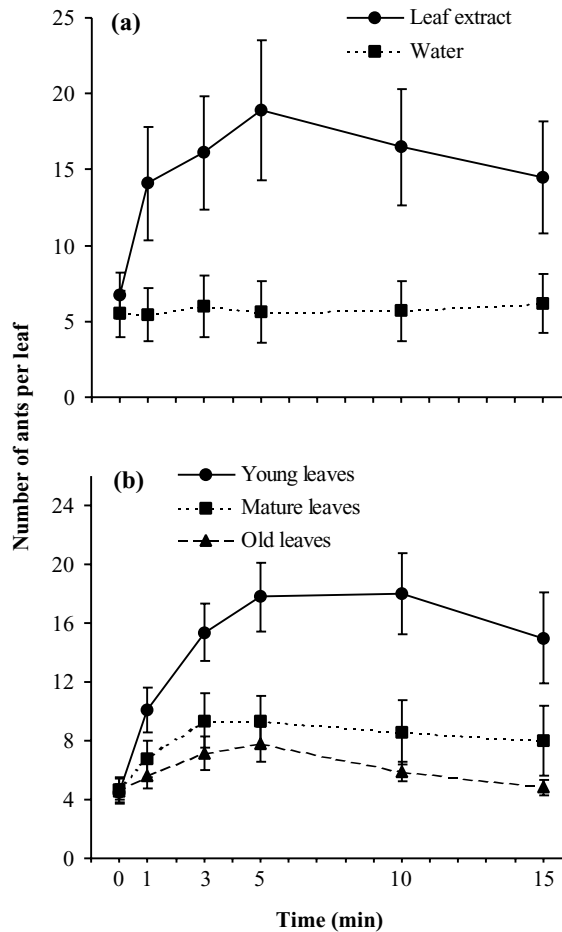 (a)
Leaf extract
Water
25
20
15
10
5
0
Number of ants per leaf
(b)
Young leaves
Mature leaves
Old leaves
24
20
16
12
8
4
0
0 1 3 5 10 15
Time (min)